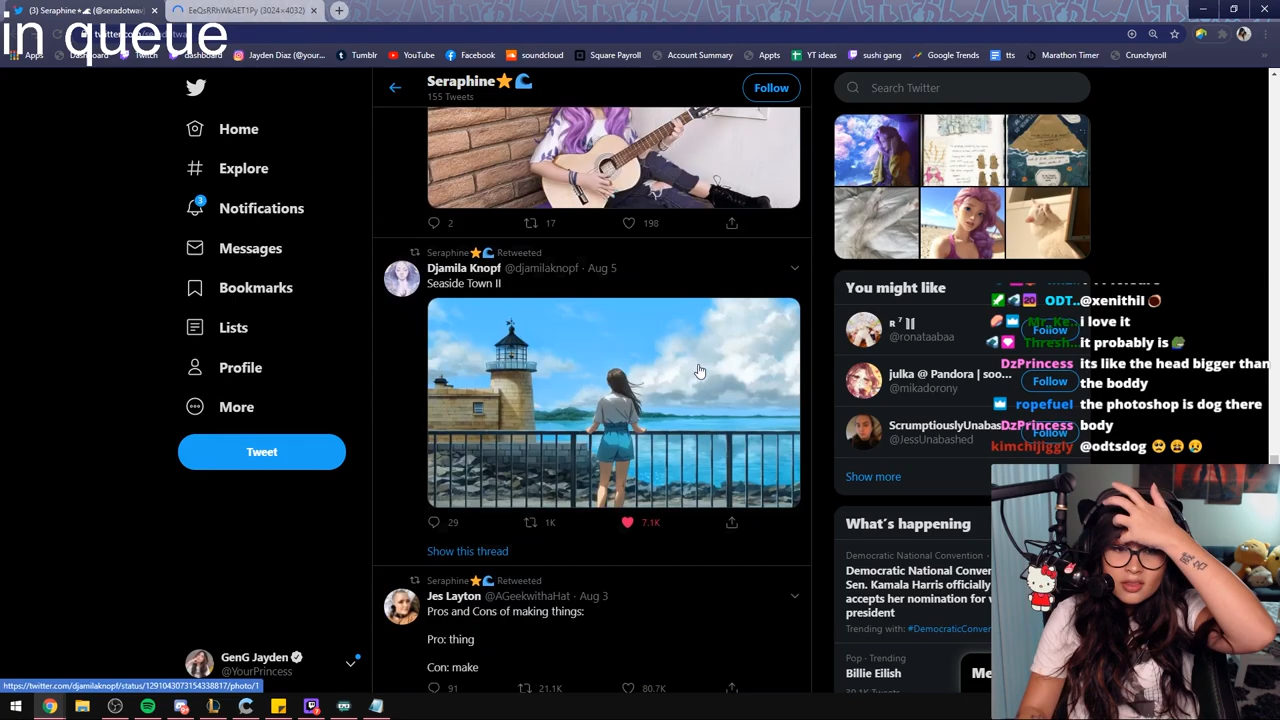 Seraphine⭐🌊 (@seradotwav
EeQsRRhWkAET1Py (3024×4032)
in queue
twitter.com/seradotwa
Apps
Dashboard
Twitch
dashboard
Jayden Diaz (@your...
Tumblr
YouTube
Facebook
soundcloud
Square Payroll
Account Summary
Appts
YT ideas
sushi gang
Google Trends
tts
Marathon Timer
Crunchyroll
Home
Explore
3
Notifications
Messages
Bookmarks
Lists
Profile
More
Tweet
GenG Jayden
@YourPrincess
https://twitter.com/djamilaknopf/status/1291043073154338817/photo/1
Seraphine⭐🌊
155 Tweets
Follow
2 17 198
Seraphine⭐🌊 Retweeted
Djamila Knopf @djamilaknopf · Aug 5
Seaside Town II
29 1K 7.1K
Show this thread
Seraphine⭐🌊 Retweeted
Jes Layton @AGeekwithaHat · Aug 3
Pros and Cons of making things:
Pro: thing
Con: make
91 21.1K 80.7K
Search Twitter
You might like
@ronataabaa
Follow
julka @ Pandora | soo...
@mikadorony
Follow
ScrumptiouslyUnabas
@JessUnabashed
Follow
Show more
What's happening
Democratic National Convention ·
Democratic National Conven
Sen. Kamala Harris officially
accepts her nomination for v
president
Trending with: #DemocraticConven
Pop · Trending
Billie Eilish
20
ODT.. @xenithil
Mr_Ke.. i love it
Thresh.. it probably is
DzPrincess its like the head bigger than
the boddy
ropefuel the photoshop is dog there
DzPrincess body
kimchijiggly @odtsdog 🥺😩😢
Me